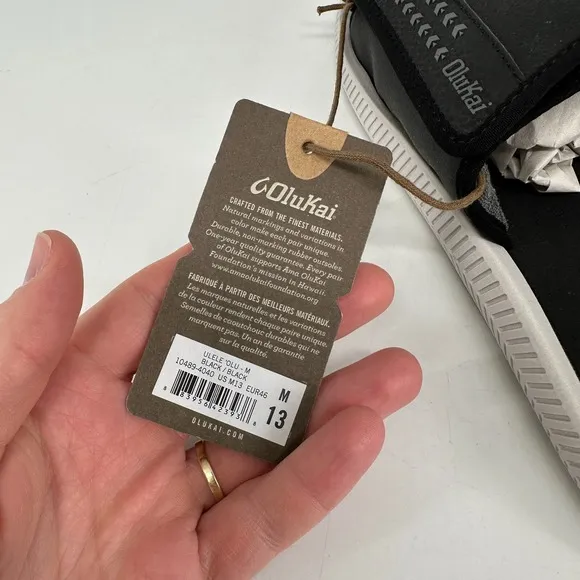 OluKai
OluKai
CRAFTED FROM THE FINEST MATERIALS.
Natural markings and variations in
color make each pair unique.
Durable, non-marking rubber outsoles.
One-year quality guarantee. Every pair
of OluKai supports Ama OluKai
Foundation's mission in Hawaii.
www.amaolukaifoundation.org
FABRIQUÉ À PARTIR DES MEILLEURS MATÉRIAUX.
Les marques naturelles et les variations
de la couleur rendent chaque paire unique.
Semelles de caoutchouc durables qui ne
marquent pas. Un an de garantie
sur la qualité.
ULELE 'OLU - M
BLACK / BLACK
10489-4040 US M13 EUR46
M
13
OLUKAI.COM